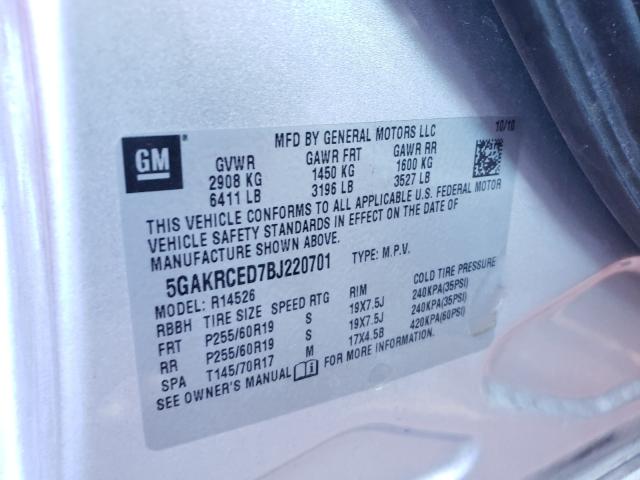 GM
10/10
MFD BY GENERAL MOTORS LLC
GVWR GAWR FRT GAWR RR
2908 KG 1450 KG 1600 KG
6411 LB 3196 LB 3527 LB
THIS VEHICLE CONFORMS TO ALL APPLICABLE U.S. FEDERAL MOTOR
VEHICLE SAFETY STANDARDS IN EFFECT ON THE DATE OF
MANUFACTURE SHOWN ABOVE.
5GAKRCED7BJ220701 TYPE: M.P.V.
MODEL: R14526
RBBH TIRE SIZE SPEED RTG RIM COLD TIRE PRESSURE
FRT P255/60R19 S 19X7.5J 240KPA(35PSI)
RR P255/60R19 S 19X7.5J 240KPA(35PSI)
SPA T145/70R17 M 17X4.5B 420KPA(60PSI)
SEE OWNER'S MANUAL FOR MORE INFORMATION.